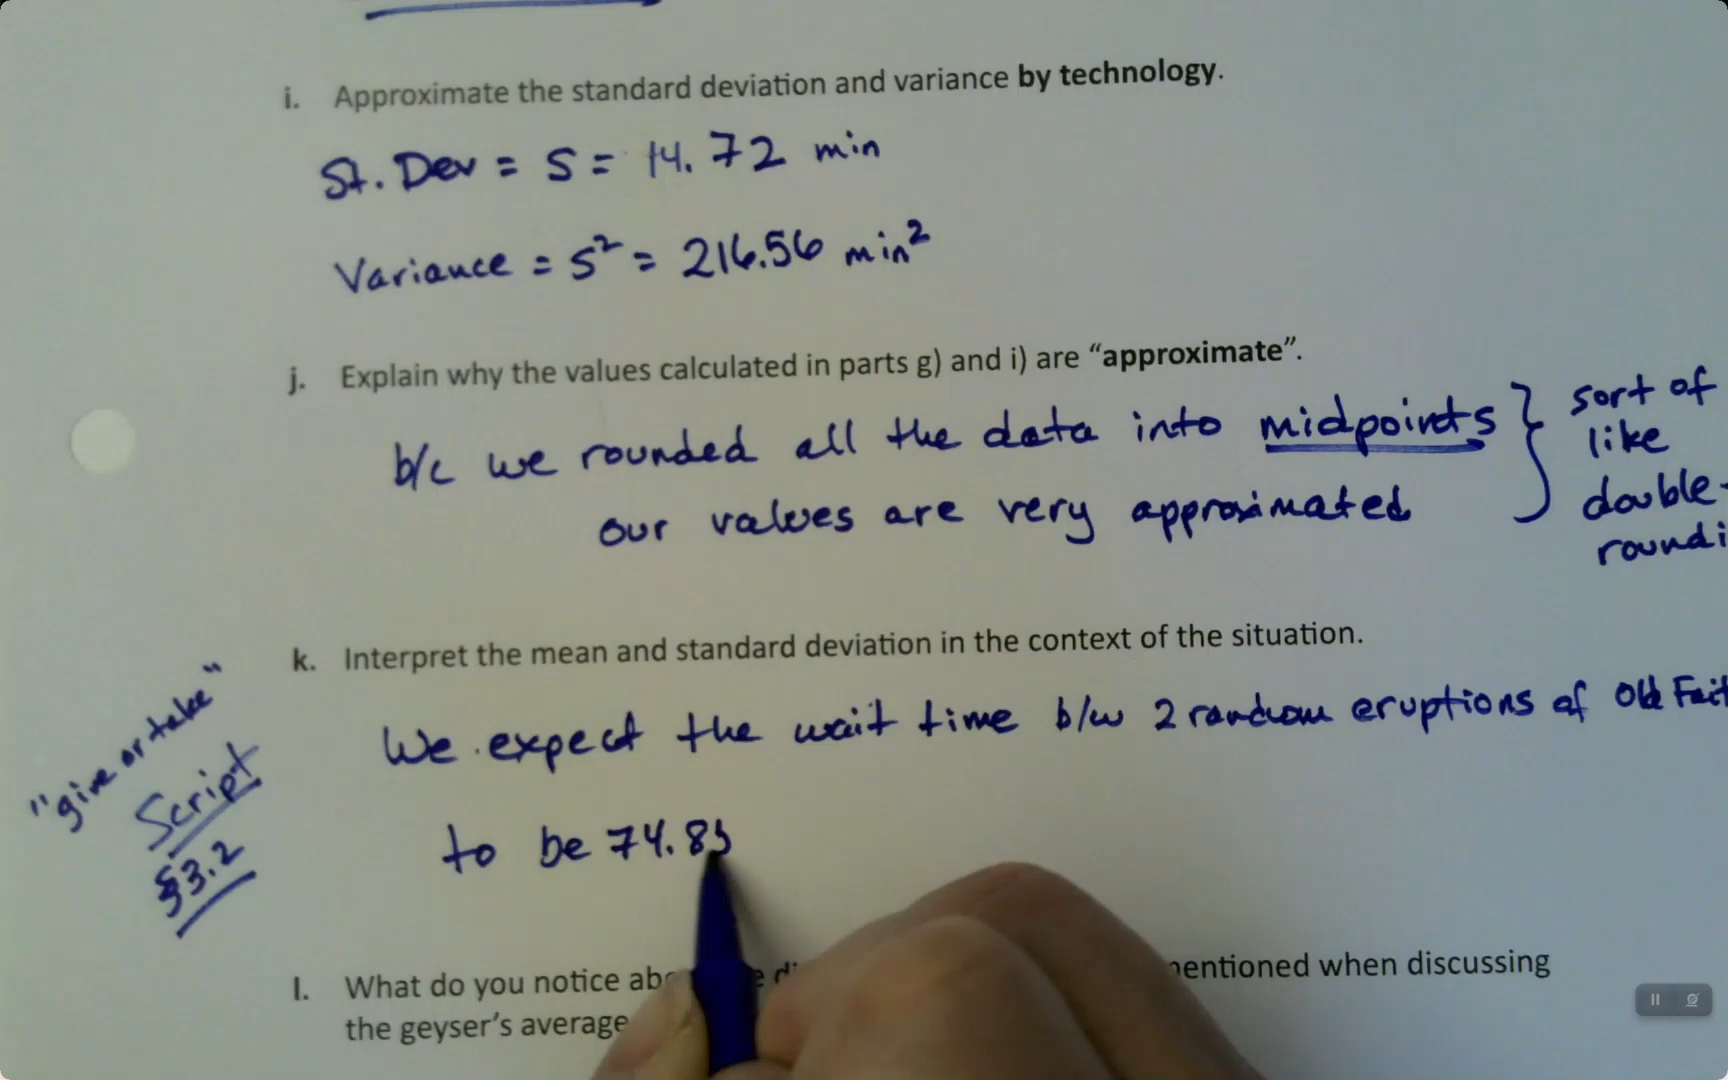 i. Approximate the standard deviation and variance by technology.
St. Dev = S = 14.72 min
Variance = s² = 216.56 min²
j. Explain why the values calculated in parts g) and i) are “approximate”.
b/c we rounded all the data into midpoints } sort of
our values are very approximated
like
double-
k. Interpret the mean and standard deviation in the context of the situation.
"give or take"
Script
§3.2
We expect the wait time b/w 2 random eruptions of Old
to be 74.8
l. What do you notice
mentioned when discussing
the geyser’s average